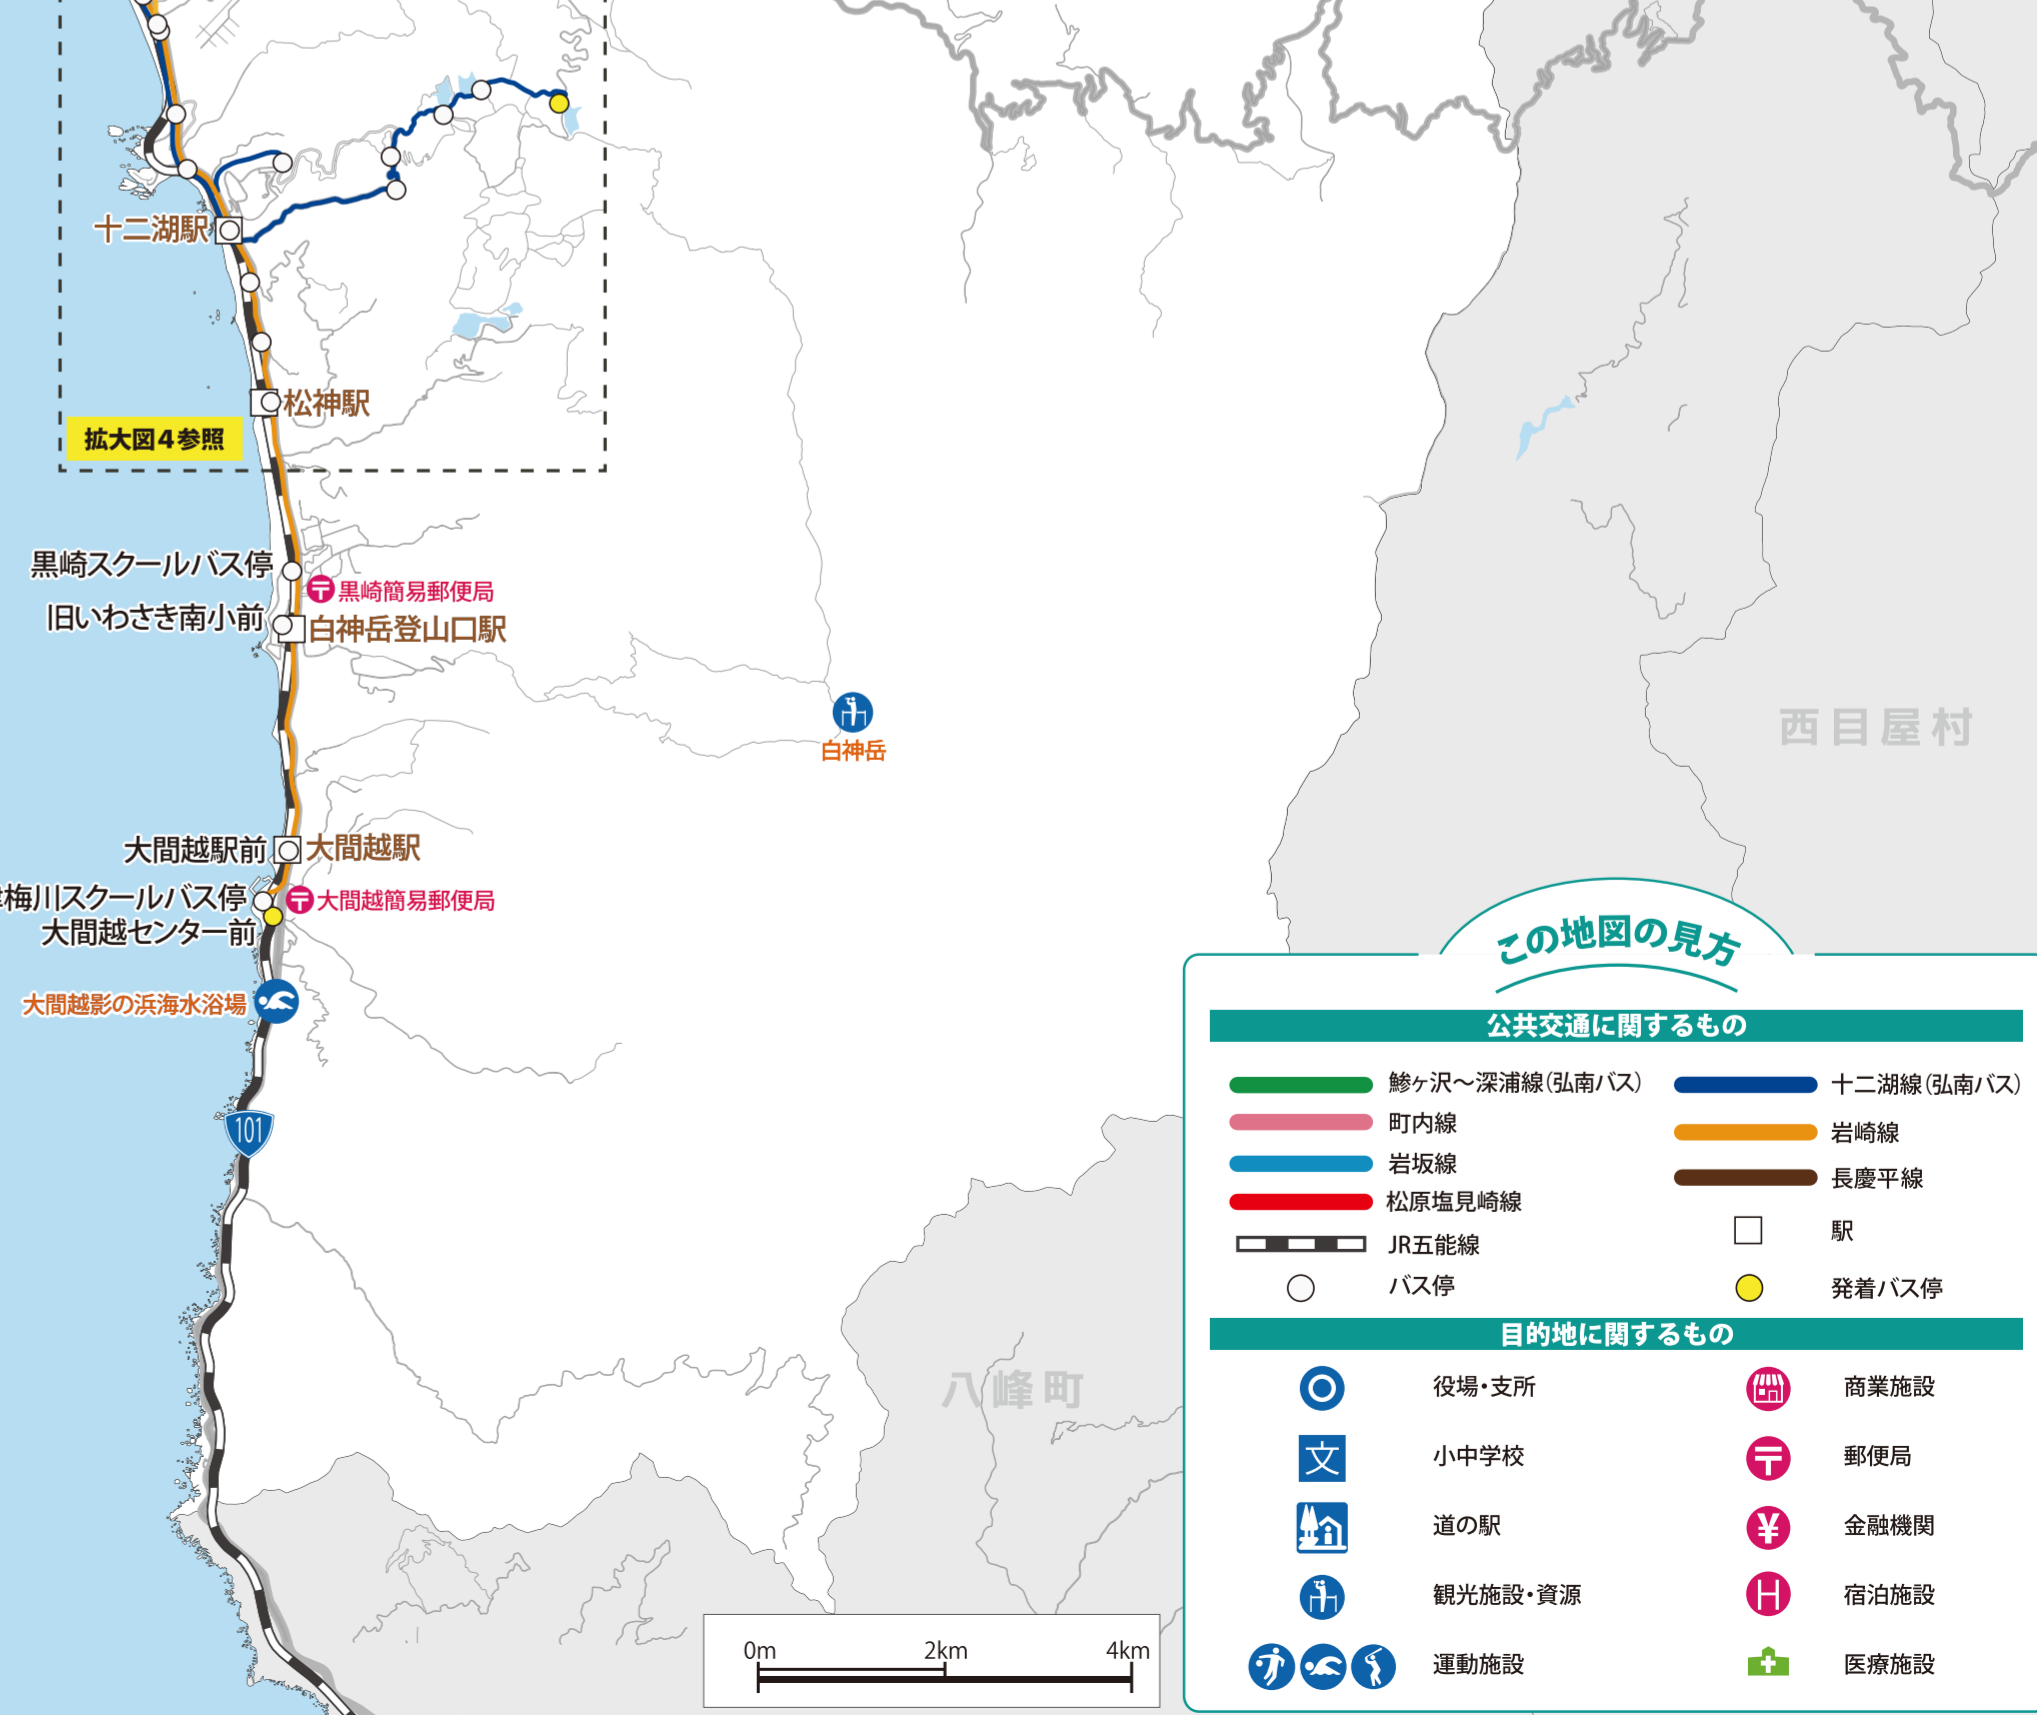 十二湖駅
松神駅
拡大図4参照
黒崎スクールバス停
黒崎簡易郵便局
旧いわさき南小前
白神岳登山口駅
白神岳
西目屋村
大間越駅前
大間越駅
梅川スクールバス停
大間越簡易郵便局
大間越センター前
大間越影の浜海水浴場
101
八峰町
0m 2km 4km
この地図の見方
公共交通に関するもの
鰺ヶ沢～深浦線(弘南バス)
十二湖線(弘南バス)
町内線
岩崎線
岩坂線
長慶平線
松原塩見崎線
駅
JR五能線
バス停
発着バス停
目的地に関するもの
役場・支所
商業施設
文 小中学校
〒 郵便局
道の駅
¥ 金融機関
観光施設・資源
H 宿泊施設
運動施設
医療施設